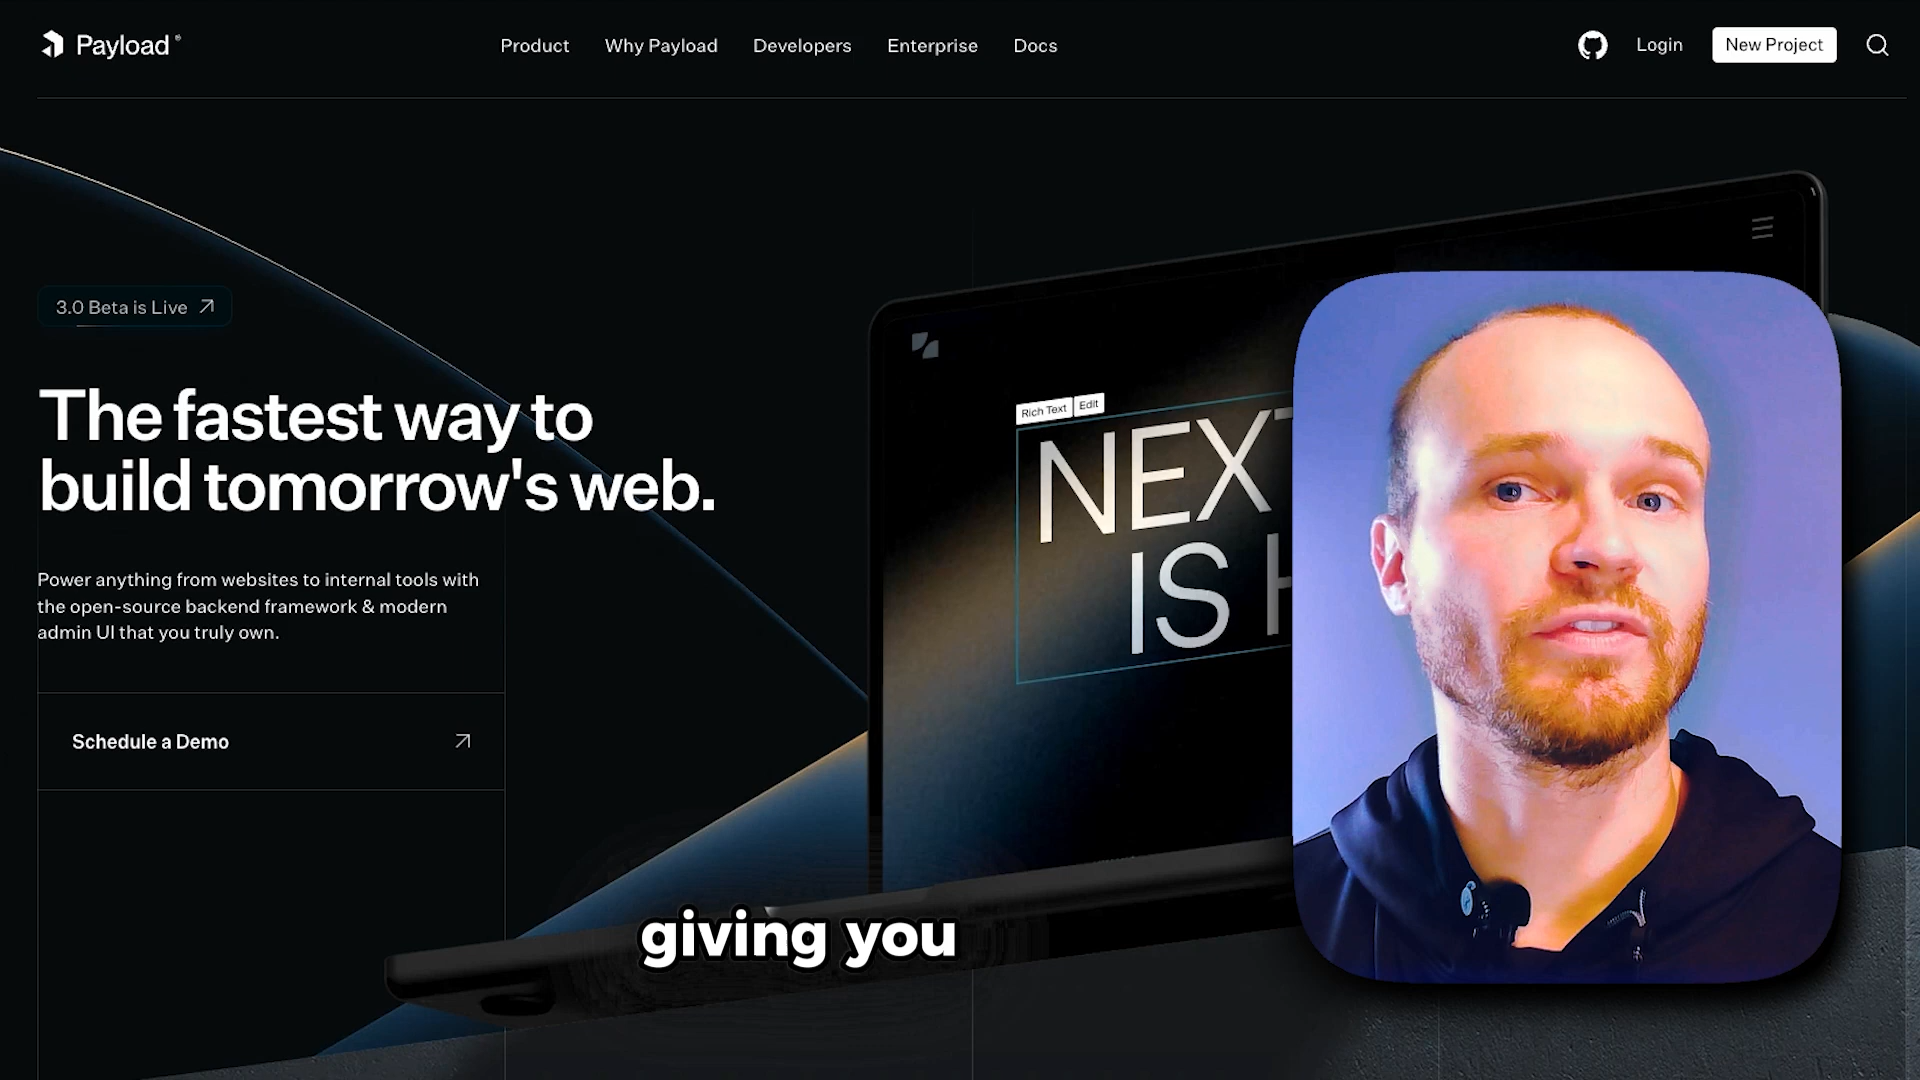 Payload
Product
Why Payload
Developers
Enterprise
Docs
Login
New Project
3.0 Beta is Live
The fastest way to
build tomorrow's web.
Power anything from websites to internal tools with
the open-source backend framework & modern
admin UI that you truly own.
Schedule a Demo
Rich Text
Edit
NEXT
IS H
giving you